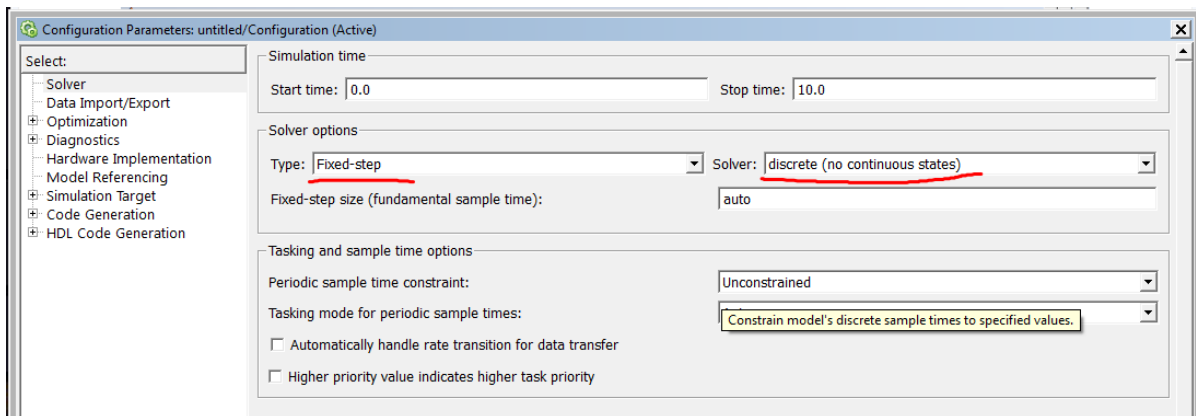 Configuration Parameters: untitled/Configuration (Active)
Select:
Solver
Data Import/Export
Optimization
Diagnostics
Hardware Implementation
Model Referencing
Simulation Target
Code Generation
HDL Code Generation
Simulation time
Start time: 0.0 Stop time: 10.0
Solver options
Type: Fixed-step Solver: discrete (no continuous states)
Fixed-step size (fundamental sample time): auto
Tasking and sample time options
Periodic sample time constraint: Unconstrained
Tasking mode for periodic sample times:
Constrain model's discrete sample times to specified values.
Automatically handle rate transition for data transfer
Higher priority value indicates higher task priority